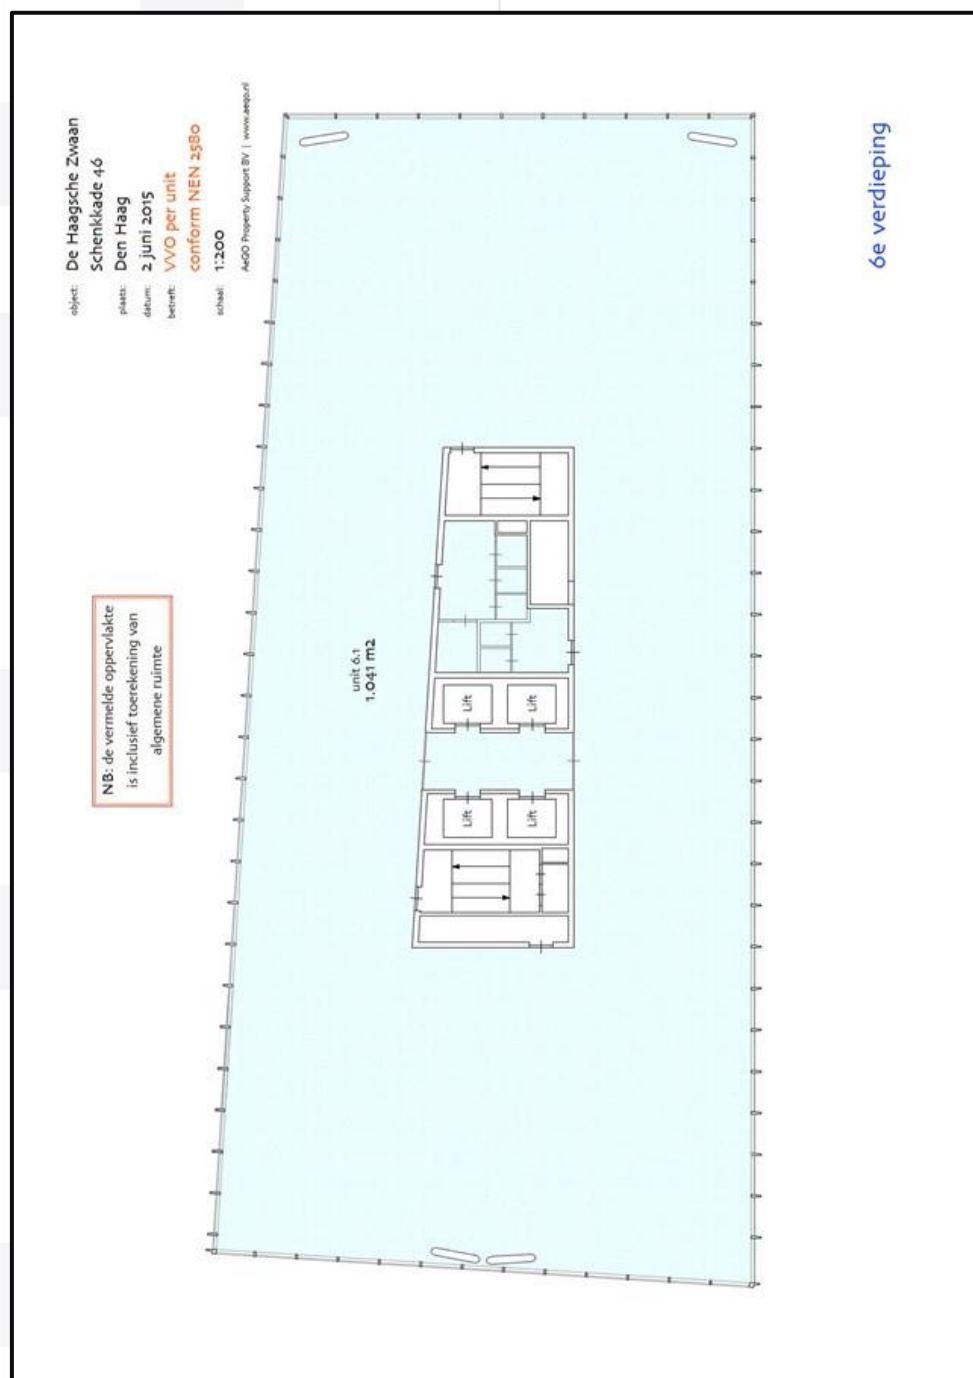 object: De Haagsche Zwaan
Schenkkade 46
plaats: Den Haag
datum: 2 juni 2015
betreft: VVO per unit
conform NEN 2580
schaal: 1:200
AeGO Property Support BV | www.aego.nl
6e verdieping
NB: de vermelde oppervlakte
is inclusief toerekening van
algemene ruimte
unit 6.1
1.041 m2
Lift
Lift
Lift
Lift